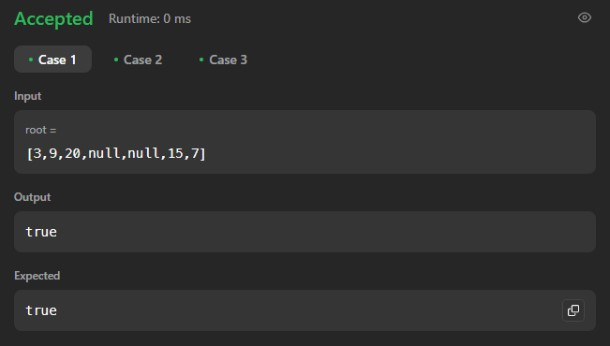 Accepted Runtime: 0 ms
• Case 1 • Case 2 • Case 3
Input
root =
[3,9,20,null,null,15,7]
Output
true
Expected
true